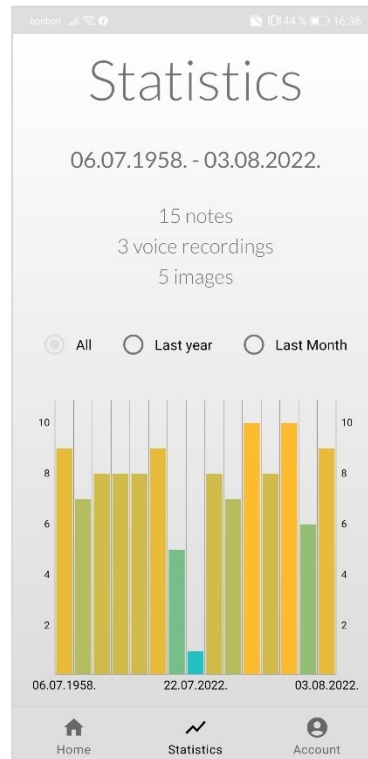 bonbon 44 % 16:36
Statistics
06.07.1958. - 03.08.2022.
15 notes
3 voice recordings
5 images
All Last year Last Month
10 10
8 8
6 6
4 4
2 2
06.07.1958. 22.07.2022. 03.08.2022.
Home Statistics Account